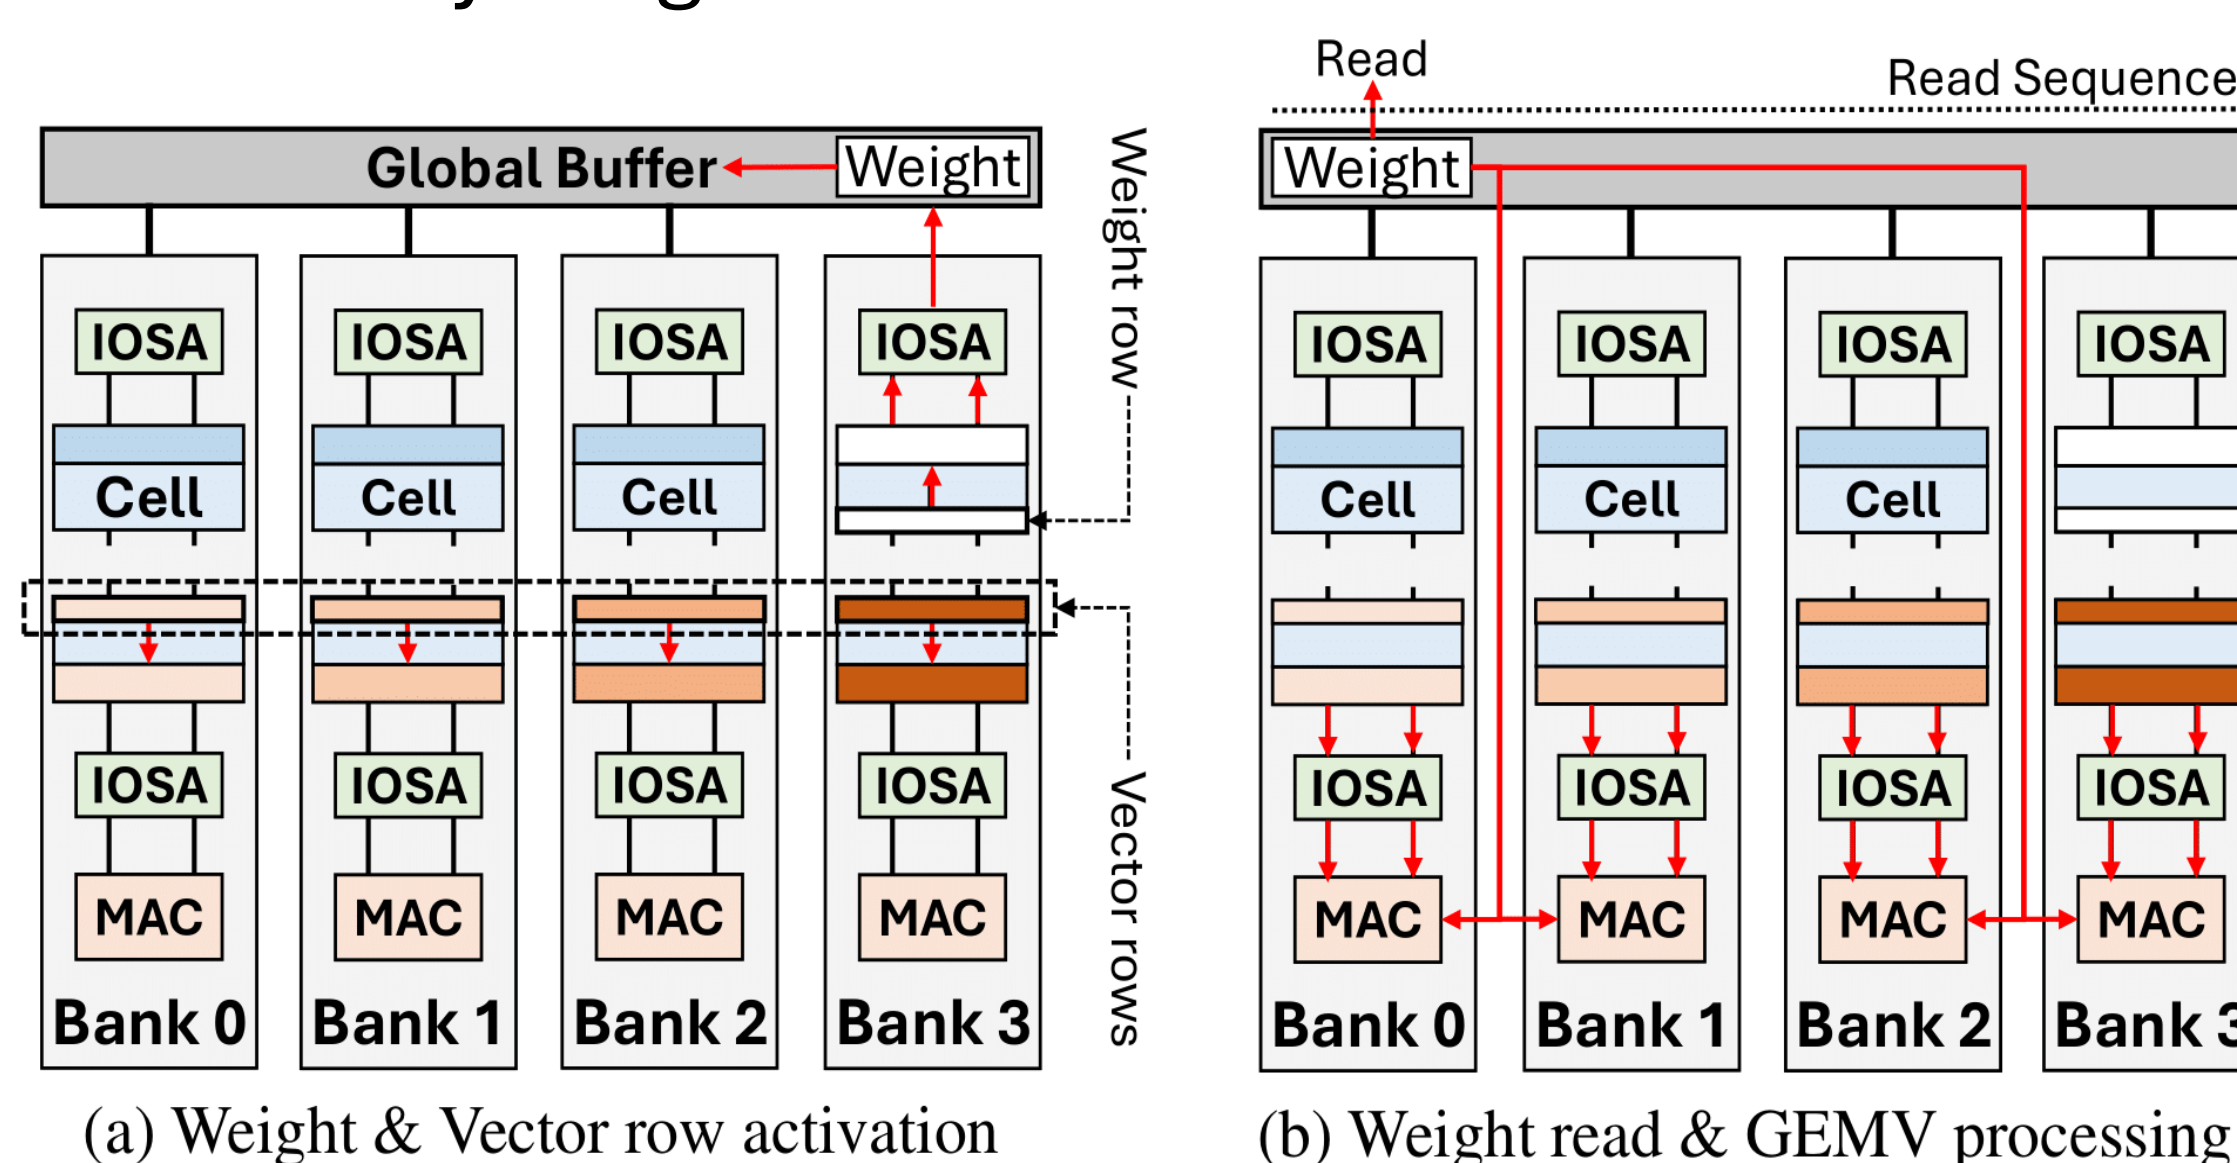 Read
Read Sequence
Global Buffer
Weight
Weight
Weight row
IOSA
IOSA
IOSA
IOSA
IOSA
IOSA
IOSA
IOSA
Cell
Cell
Cell
Cell
Cell
Cell
Vector rows
IOSA
IOSA
IOSA
IOSA
IOSA
IOSA
IOSA
IOSA
MAC
MAC
MAC
MAC
MAC
MAC
MAC
MAC
Bank 0
Bank 1
Bank 2
Bank 3
Bank 0
Bank 1
Bank 2
Bank 3
(a) Weight & Vector row activation
(b) Weight read & GEMV processing